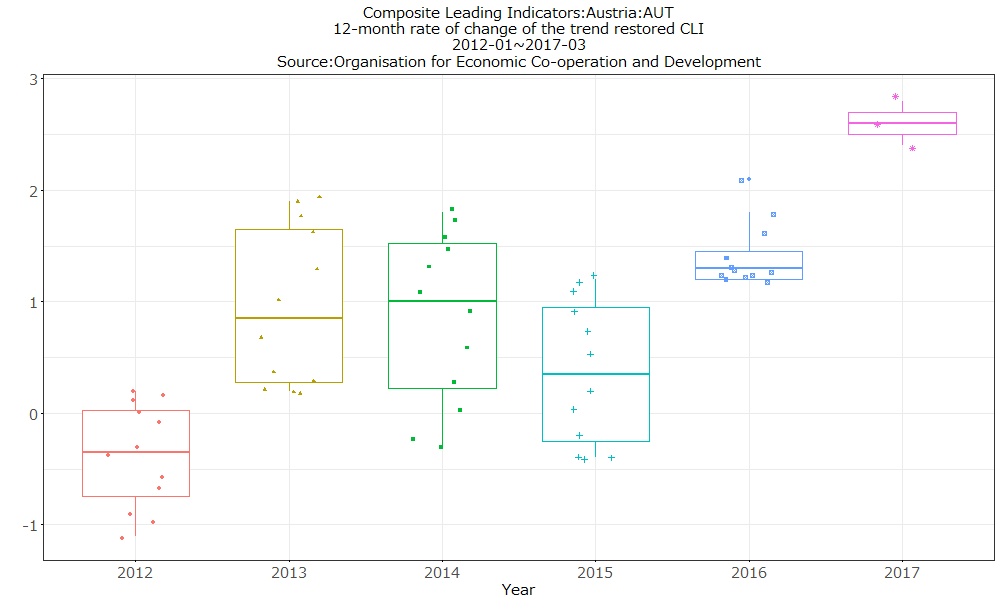 Composite Leading Indicators:Austria:AUT
12-month rate of change of the trend restored CLI
2012-01~2017-03
Source:Organisation for Economic Co-operation and Development
3
2
1
0
-1
2012 2013 2014 2015 2016 2017
Year